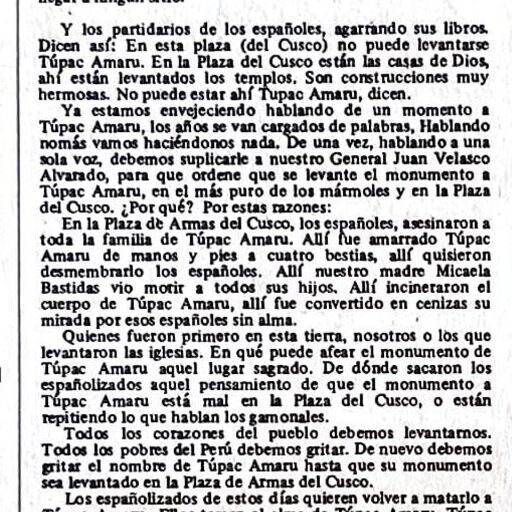 Y los partidarios de los españoles, agarrando sus libros.
Dicen así: En esta plaza (del Cusco) no puede levantarse
Túpac Amaru. En la Plaza del Cusco están las casas de Dios,
ahí están levantados los templos. Son construcciones muy
hermosas. No puede estar ahí Tupac Amaru, dicen.
Ya estamos envejeciendo hablando de un momento a
Túpac Amaru, los años se van cargados de palabras, Hablando
nomás vamos haciéndonos nada. De una vez, hablando a una
sola voz, debemos suplicarle a nuestro General Juan Velasco
Alvarado, para que ordene que se levante el monumento a
Túpac Amaru, en el más puro de los mármoles y en la Plaza
del Cusco. ¿Por qué? Por estas razones:
En la Plaza de Armas del Cusco, los españoles, asesinaron a
toda la familia de Túpac Amaru. Allí fue amarrado Túpac
Amaru de manos y pies a cuatro bestias, allí quisieron
desmembrarlo los españoles. Allí nuestro madre Micaela
Bastidas vio morir a todos sus hijos. Allí incineraron el
cuerpo de Túpac Amaru, allí fue convertido en cenizas su
mirada por esos españoles sin alma.
Quienes fueron primero en esta tierra, nosotros o los que
levantaron las iglesias. En qué puede afear el monumento de
Túpac Amaru aquel lugar sagrado. De dónde sacaron los
españolizados aquel pensamiento de que el monumento a
Túpac Amaru está mal en la Plaza del Cusco, o están
repitiendo lo que hablan los gamonales.
Todos los corazones del pueblo debemos levantarnos.
Todos los pobres del Perú debemos gritar. De nuevo debemos
gritar el nombre de Túpac Amaru hasta que su monumento
sea levantado en la Plaza de Armas del Cusco.
Los españolizados de estos días quieren volver a matarlo a